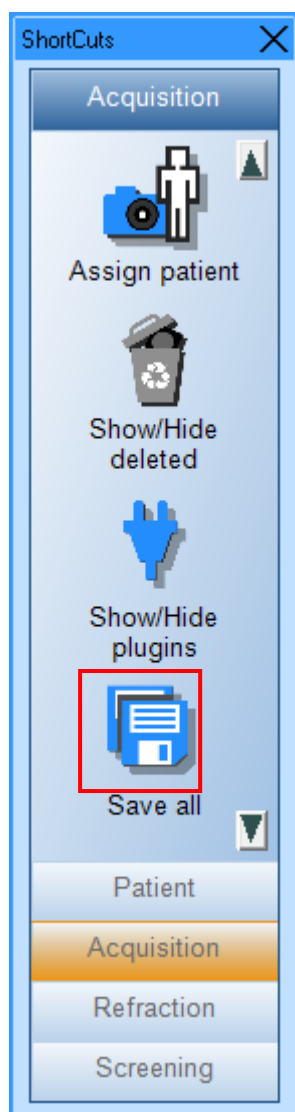 ShortCuts
Acquisition
Assign patient
Show/Hide
deleted
Show/Hide
plugins
Save all
Patient
Acquisition
Refraction
Screening